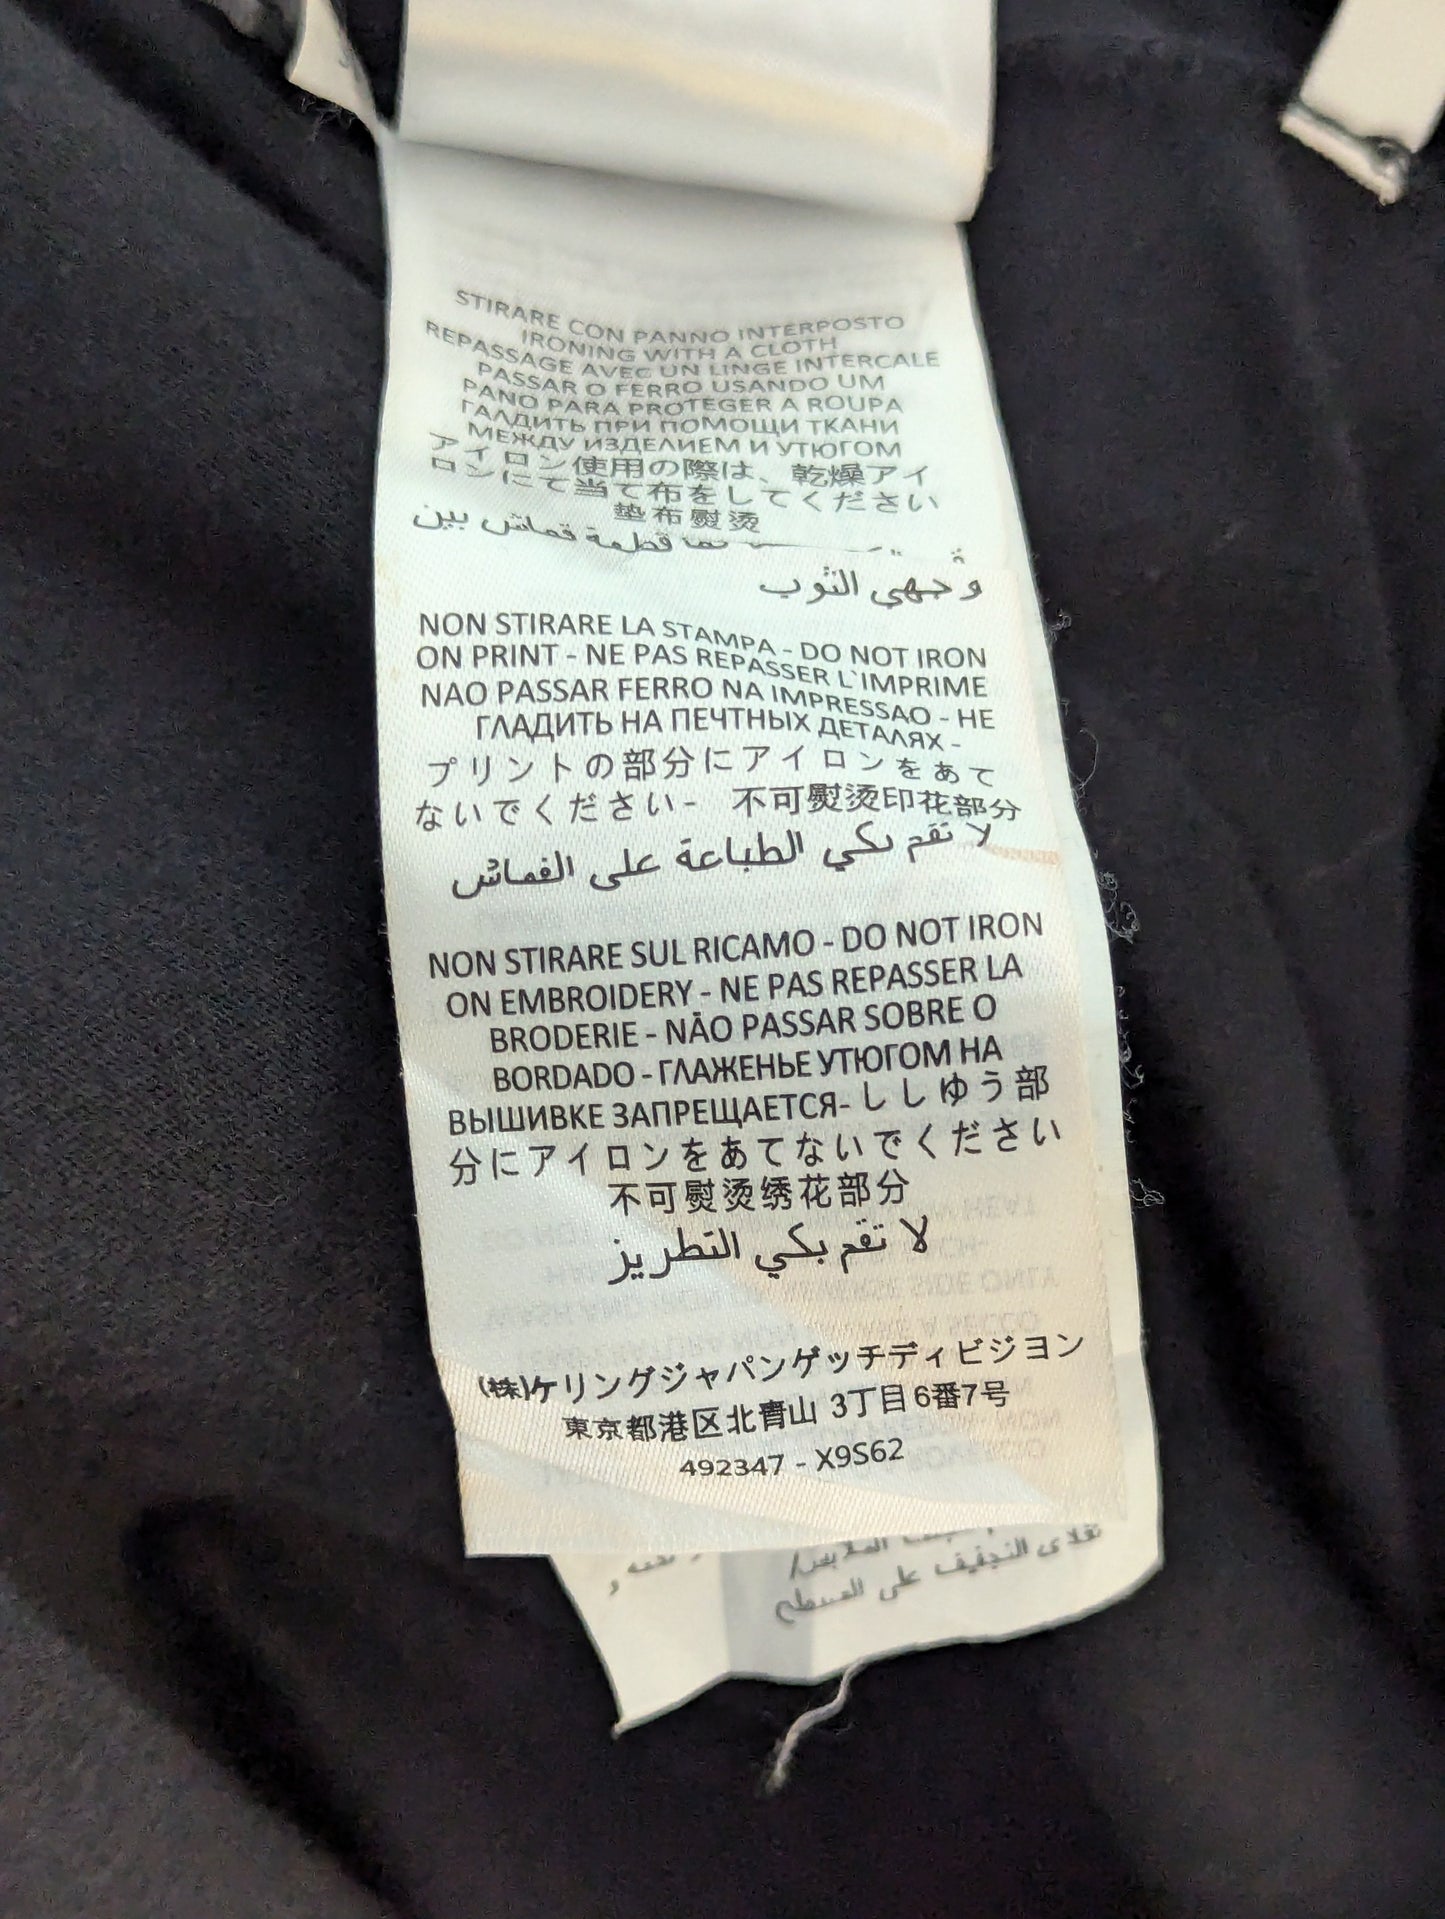 STIRARE CON PANNO INTERPOSTO
IRONING WITH A CLOTH
REPASSAGE AVEC UN LINGE INTERCALE
PASSAR O FERRO USANDO UM
PANO PARA PROTEGER A ROUPA
ГЛАДИТЬ ПРИ ПОМОЩИ ТКАНИ
МЕЖДУ ИЗДЕЛИЕМ И УТЮГОМ
アイロン使用の際は、乾燥アイ
ロンにて当て布をしてください
垫布熨烫
قطعة قماش بين
وجهي الثوب
NON STIRARE LA STAMPA - DO NOT IRON
ON PRINT - NE PAS REPASSER L`IMPRIME
NAO PASSAR FERRO NA IMPRESSAO - НЕ
ГЛАДИТЬ НА ПЕЧТНЫХ ДЕТАЛЯХ -
プリントの部分にアイロンをあて
ないでください- 不可熨烫印花部分
لا تقم بكي الطباعة على القماش
NON STIRARE SUL RICAMO - DO NOT IRON
ON EMBROIDERY - NE PAS REPASSER LA
BRODERIE - NÃO PASSAR SOBRE O
BORDADO - ГЛАЖЕНЬЕ УТЮГОМ НА
ВЫШИВКЕ ЗАПРЕЩАЕТСЯ- ししゆう部
分にアイロンをあてないでください
不可熨烫绣花部分
لا تقم بكي التطريز
(株)ケリングジャパンゲッチディビジヨン
東京都港区北青山 3丁目6番7号
492347 - X9S62
التجفيف على المسطح